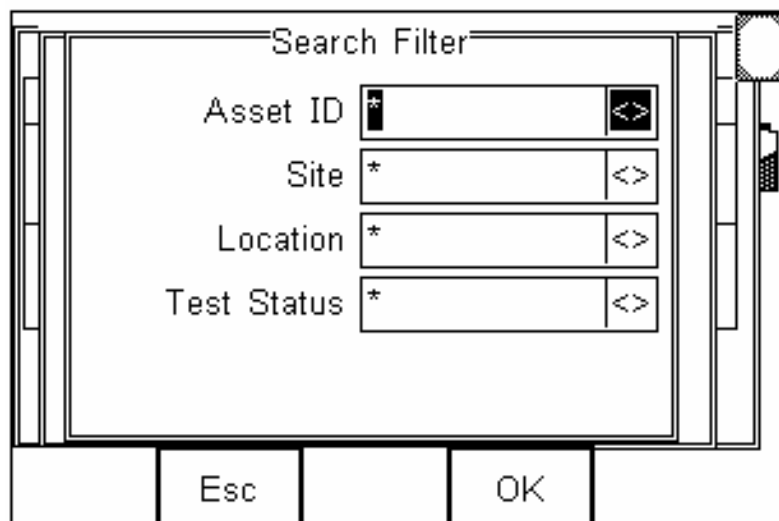 Search Filter
Asset ID * <>
Site * <>
Location * <>
Test Status * <>
Esc OK